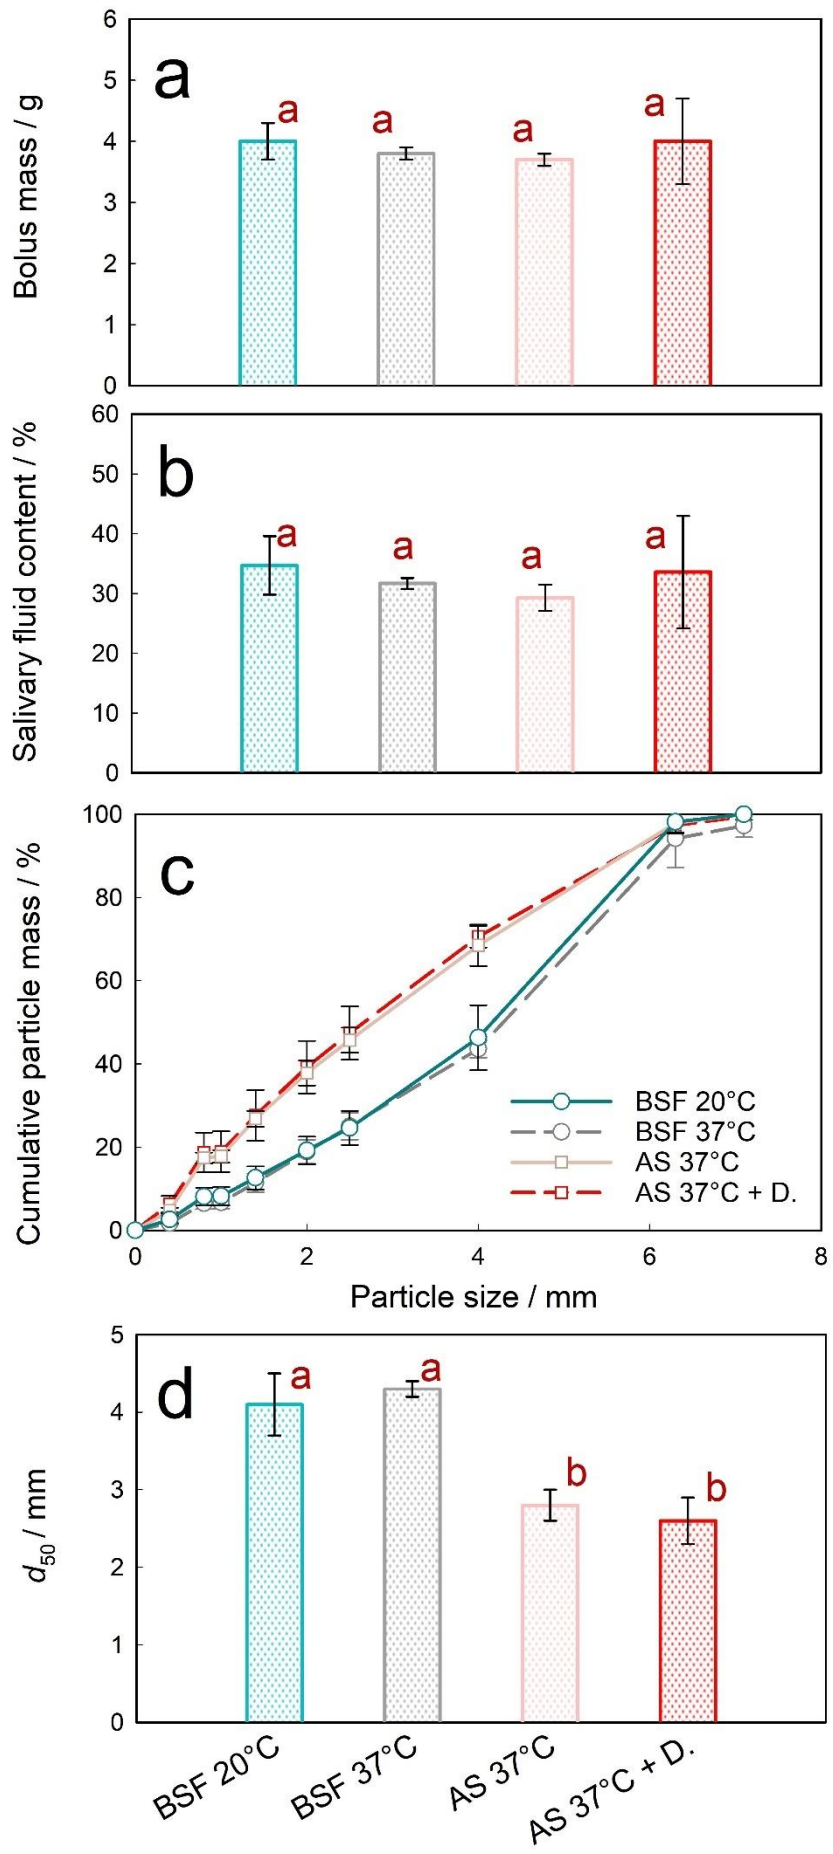 6
5
4
3
2
1
0
Bolus mass / g
a
a
a
a
a
60
50
40
30
20
10
0
Salivary fluid content / %
b
a
a
a
a
100
80
60
40
20
0
Cumulative particle mass / %
c
BSF 20°C
BSF 37°C
AS 37°C
AS 37°C + D.
0 2 4 6 8
Particle size / mm
5
4
3
2
1
0
d50 / mm
d
a
a
b
b
BSF 20°C
BSF 37°C
AS 37°C
AS 37°C + D.